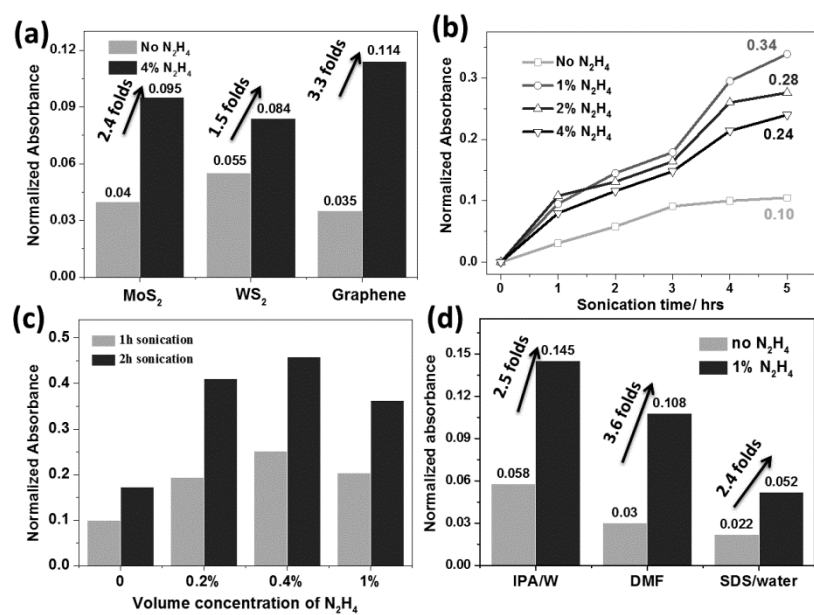 (a)
No N₂H₄
4% N₂H₄
Normalized Absorbance
0.12
0.09
0.06
0.03
0.00
2.4 folds
1.5 folds
3.3 folds
0.04
0.095
0.055
0.084
0.035
0.114
MoS₂ WS₂ Graphene
(b)
No N₂H₄
1% N₂H₄
2% N₂H₄
4% N₂H₄
Normalized Absorbance
0.3
0.2
0.1
0.0
0.34
0.28
0.24
0.10
0 1 2 3 4 5
Sonication time/ hrs
(c)
1h sonication
2h sonication
Normalized Absorbance
0.5
0.4
0.3
0.2
0.1
0.0
0 0.2% 0.4% 1%
Volume concentration of N₂H₄
(d)
no N₂H₄
1% N₂H₄
Normalized absorbance
0.15
0.12
0.09
0.06
0.03
0.00
2.5 folds
3.6 folds
2.4 folds
0.058
0.145
0.03
0.108
0.022
0.052
IPA/W DMF SDS/water